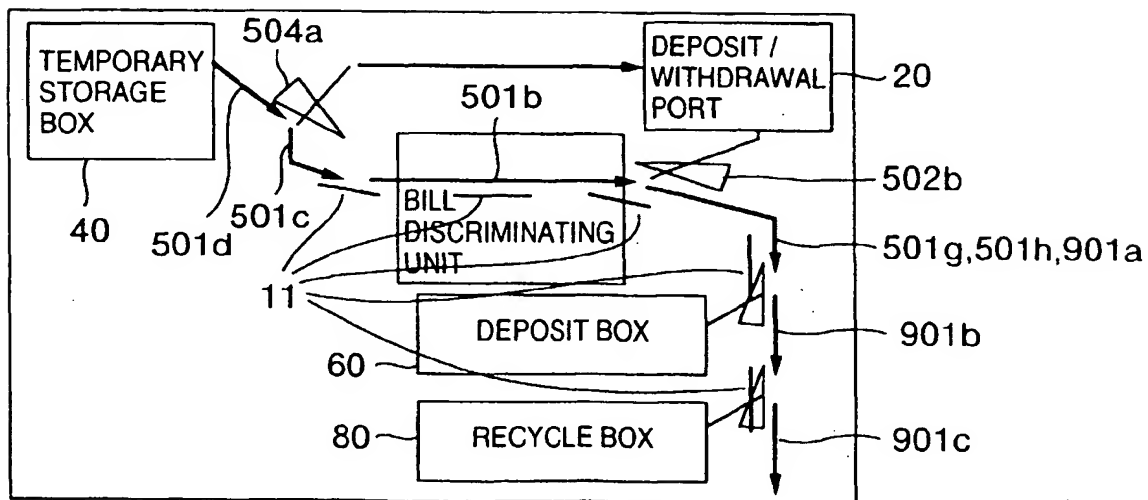 504a
TEMPORARY
STORAGE
BOX
DEPOSIT /
WITHDRAWAL
PORT
20
501b
502b
40
501d
501c
BILL
DISCRIMINATING
UNIT
11
501g,501h,901a
DEPOSIT BOX
60
901b
RECYCLE BOX
80
901c